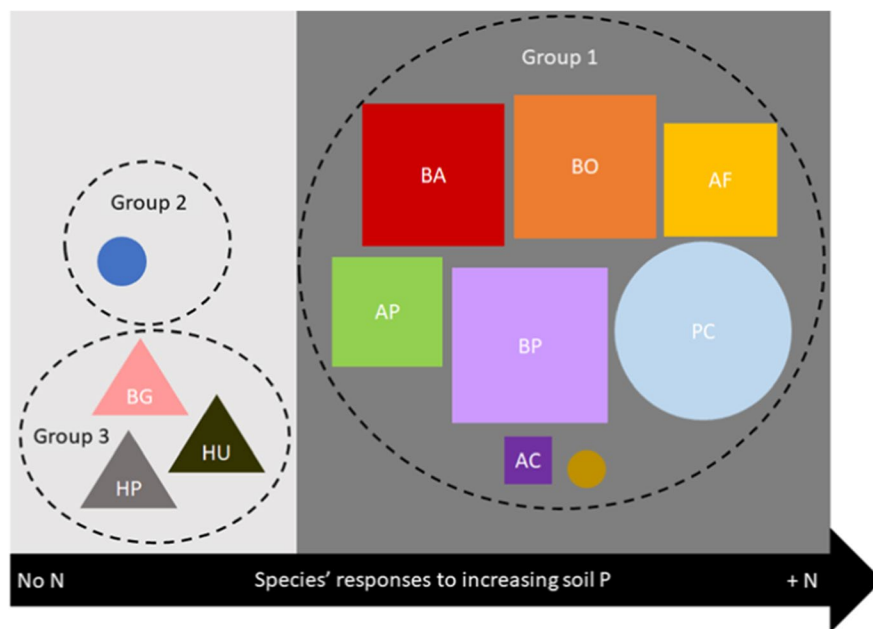 Group 1
BA
BO
AF
Group 2
AP
BP
PC
BG
Group 3
HU
HP
AC
No N
Species’ responses to increasing soil P
+ N